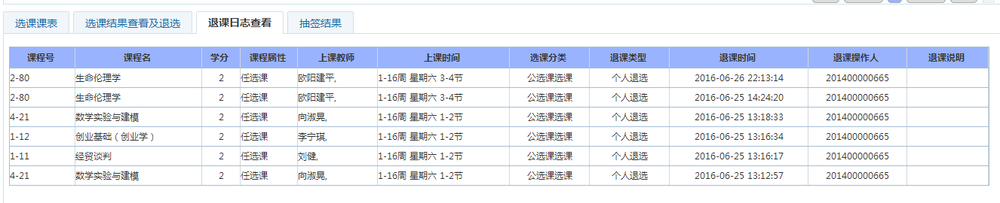 选课课表 选课结果查看及退选 退课日志查看 抽签结果
课程号 课程名 学分 课程属性 上课教师 上课时间 选课分类 退课类型 退课时间 退课操作人 退课说明
2-80 生命伦理学 2 任选课 欧阳建平, 1-16周 星期六 3-4节 公选课选课 个人退选 2016-06-26 22:13:14 201400000665
2-80 生命伦理学 2 任选课 欧阳建平, 1-16周 星期六 3-4节 公选课选课 个人退选 2016-06-25 14:24:20 201400000665
4-21 数学实验与建模 2 任选课 向淑晃, 1-16周 星期六 1-2节 公选课选课 个人退选 2016-06-25 13:18:33 201400000665
1-12 创业基础（创业学） 2 任选课 李宁琪, 1-16周 星期六 1-2节 公选课选课 个人退选 2016-06-25 13:16:34 201400000665
1-11 经贸谈判 2 任选课 刘健, 1-16周 星期六 1-2节 公选课选课 个人退选 2016-06-25 13:16:17 201400000665
4-21 数学实验与建模 2 任选课 向淑晃, 1-16周 星期六 1-2节 公选课选课 个人退选 2016-06-25 13:12:57 201400000665